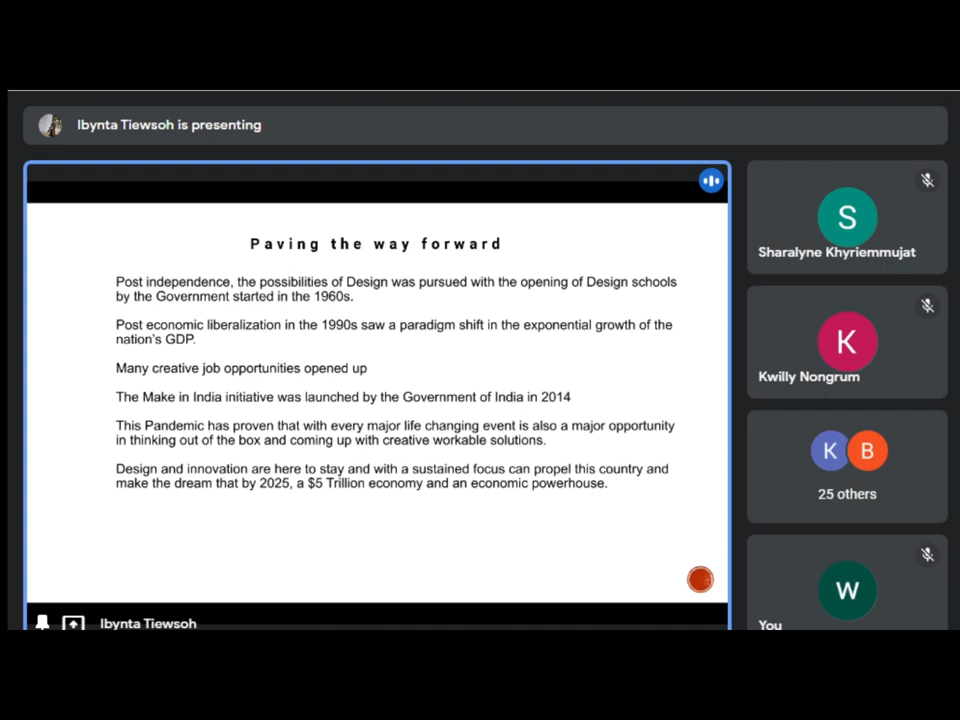 Ibynta Tiewsoh is presenting
Paving the way forward
Post independence, the possibilities of Design was pursued with the opening of Design schools
by the Government started in the 1960s.
Post economic liberalization in the 1990s saw a paradigm shift in the exponential growth of the
nation's GDP.
Many creative job opportunities opened up
The Make in India initiative was launched by the Government of India in 2014
This Pandemic has proven that with every major life changing event is also a major opportunity
in thinking out of the box and coming up with creative workable solutions.
Design and innovation are here to stay and with a sustained focus can propel this country and
make the dream that by 2025, a $5 Trillion economy and an economic powerhouse.
Ibynta Tiewsoh
S
Sharalyne Khyriemmujat
K
Kwilly Nongrum
K B
25 others
W
You